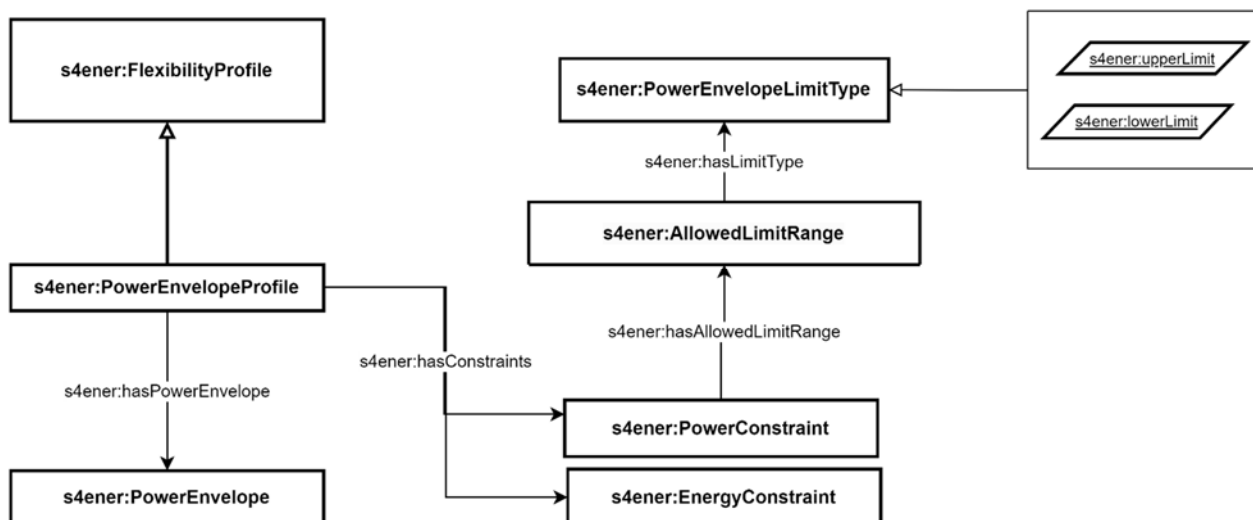 s4ener:FlexibilityProfile
s4ener:PowerEnvelopeLimitType
s4ener:upperLimit
s4ener:lowerLimit
s4ener:hasLimitType
s4ener:AllowedLimitRange
s4ener:PowerEnvelopeProfile
s4ener:hasAllowedLimitRange
s4ener:hasConstraints
s4ener:hasPowerEnvelope
s4ener:PowerConstraint
s4ener:PowerEnvelope
s4ener:EnergyConstraint